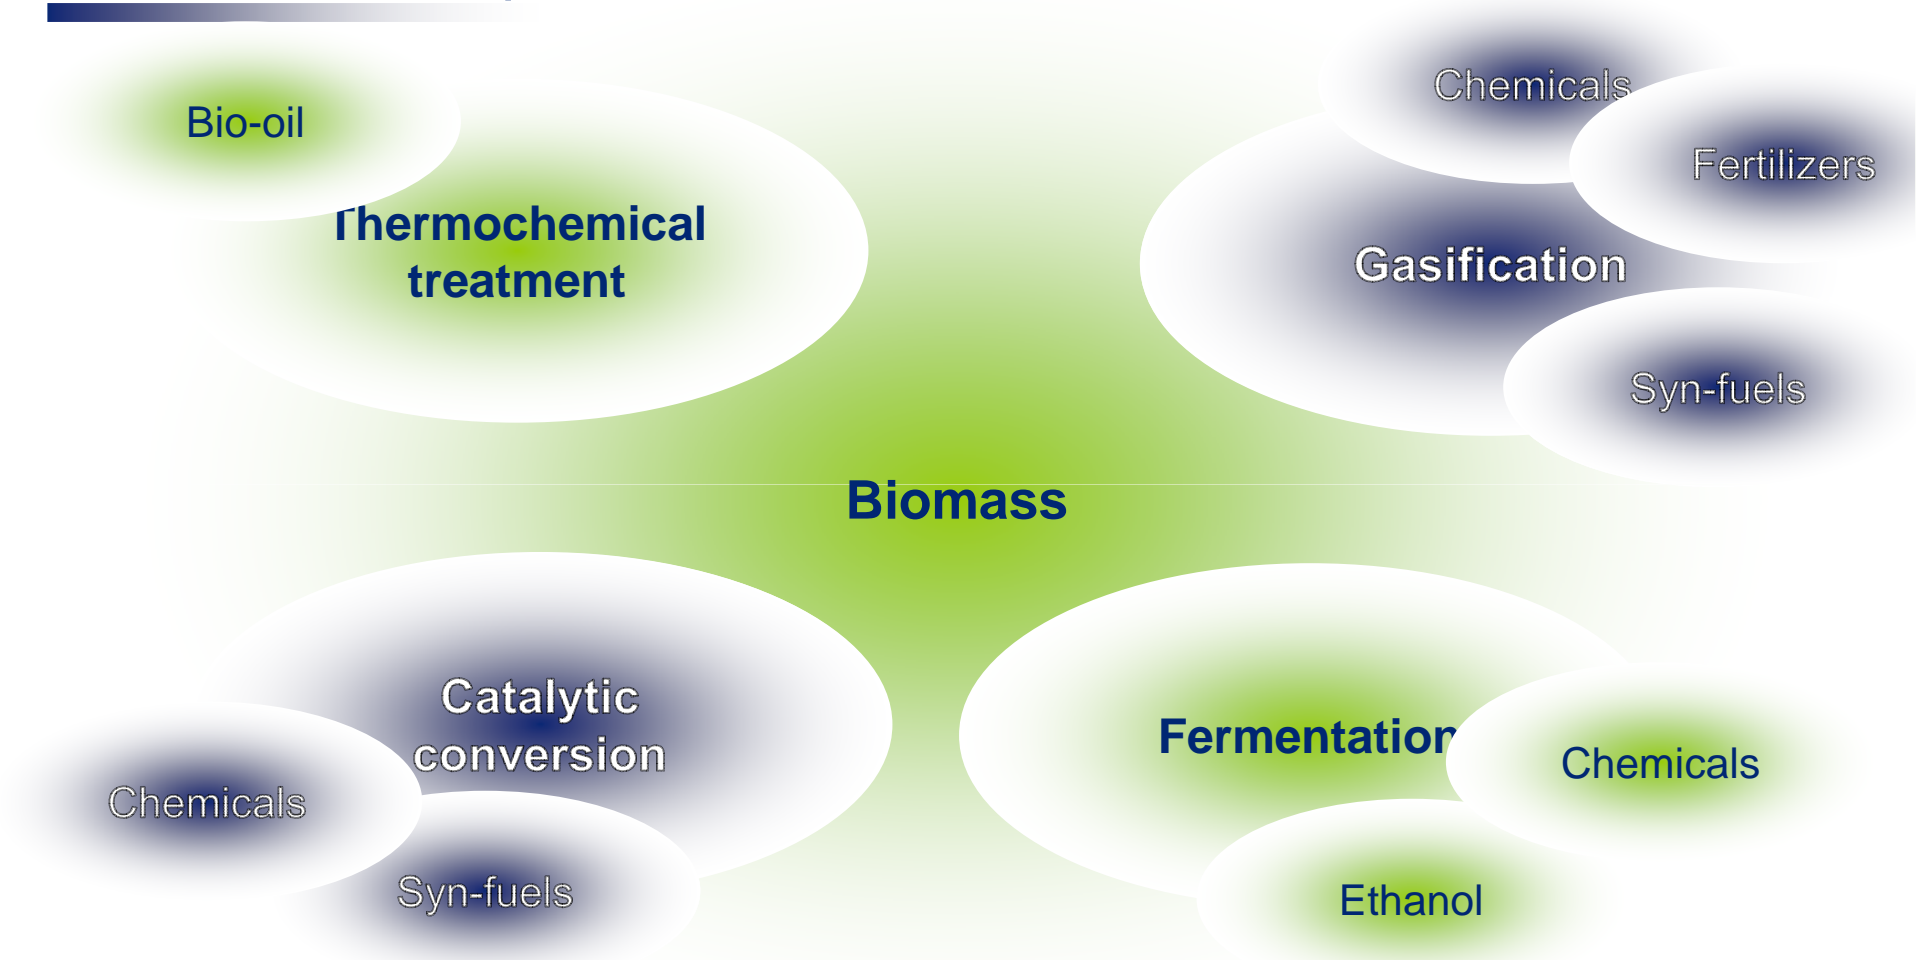 Bio-oil
Thermochemical
treatment
Chemicals
Fertilizers
Gasification
Syn-fuels
Biomass
Catalytic
conversion
Chemicals
Syn-fuels
Fermentation
Chemicals
Ethanol